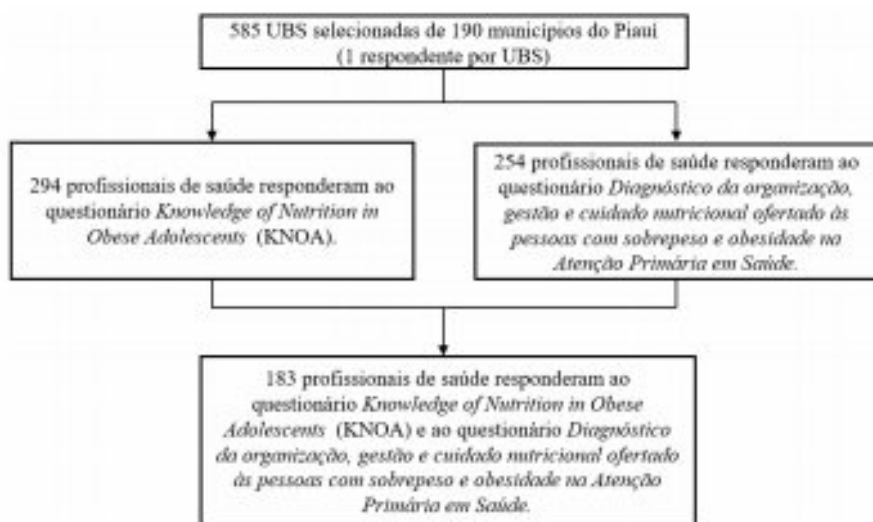 585 UBS selecionadas de 190 municípios do Piauí
(1 respondente por UBS)
294 profissionais de saúde responderam ao
questionário Knowledge of Nutrition in
Obese Adolescents (KNOA).
254 profissionais de saúde responderam ao
questionário Diagnóstico da organização,
gestão e cuidado nutricional ofertado às
pessoas com sobrepeso e obesidade na
Atenção Primária em Saúde.
183 profissionais de saúde responderam ao
questionário Knowledge of Nutrition in Obese
Adolescents (KNOA) e ao questionário Diagnóstico
da organização, gestão e cuidado nutricional ofertado
às pessoas com sobrepeso e obesidade na Atenção
Primária em Saúde.